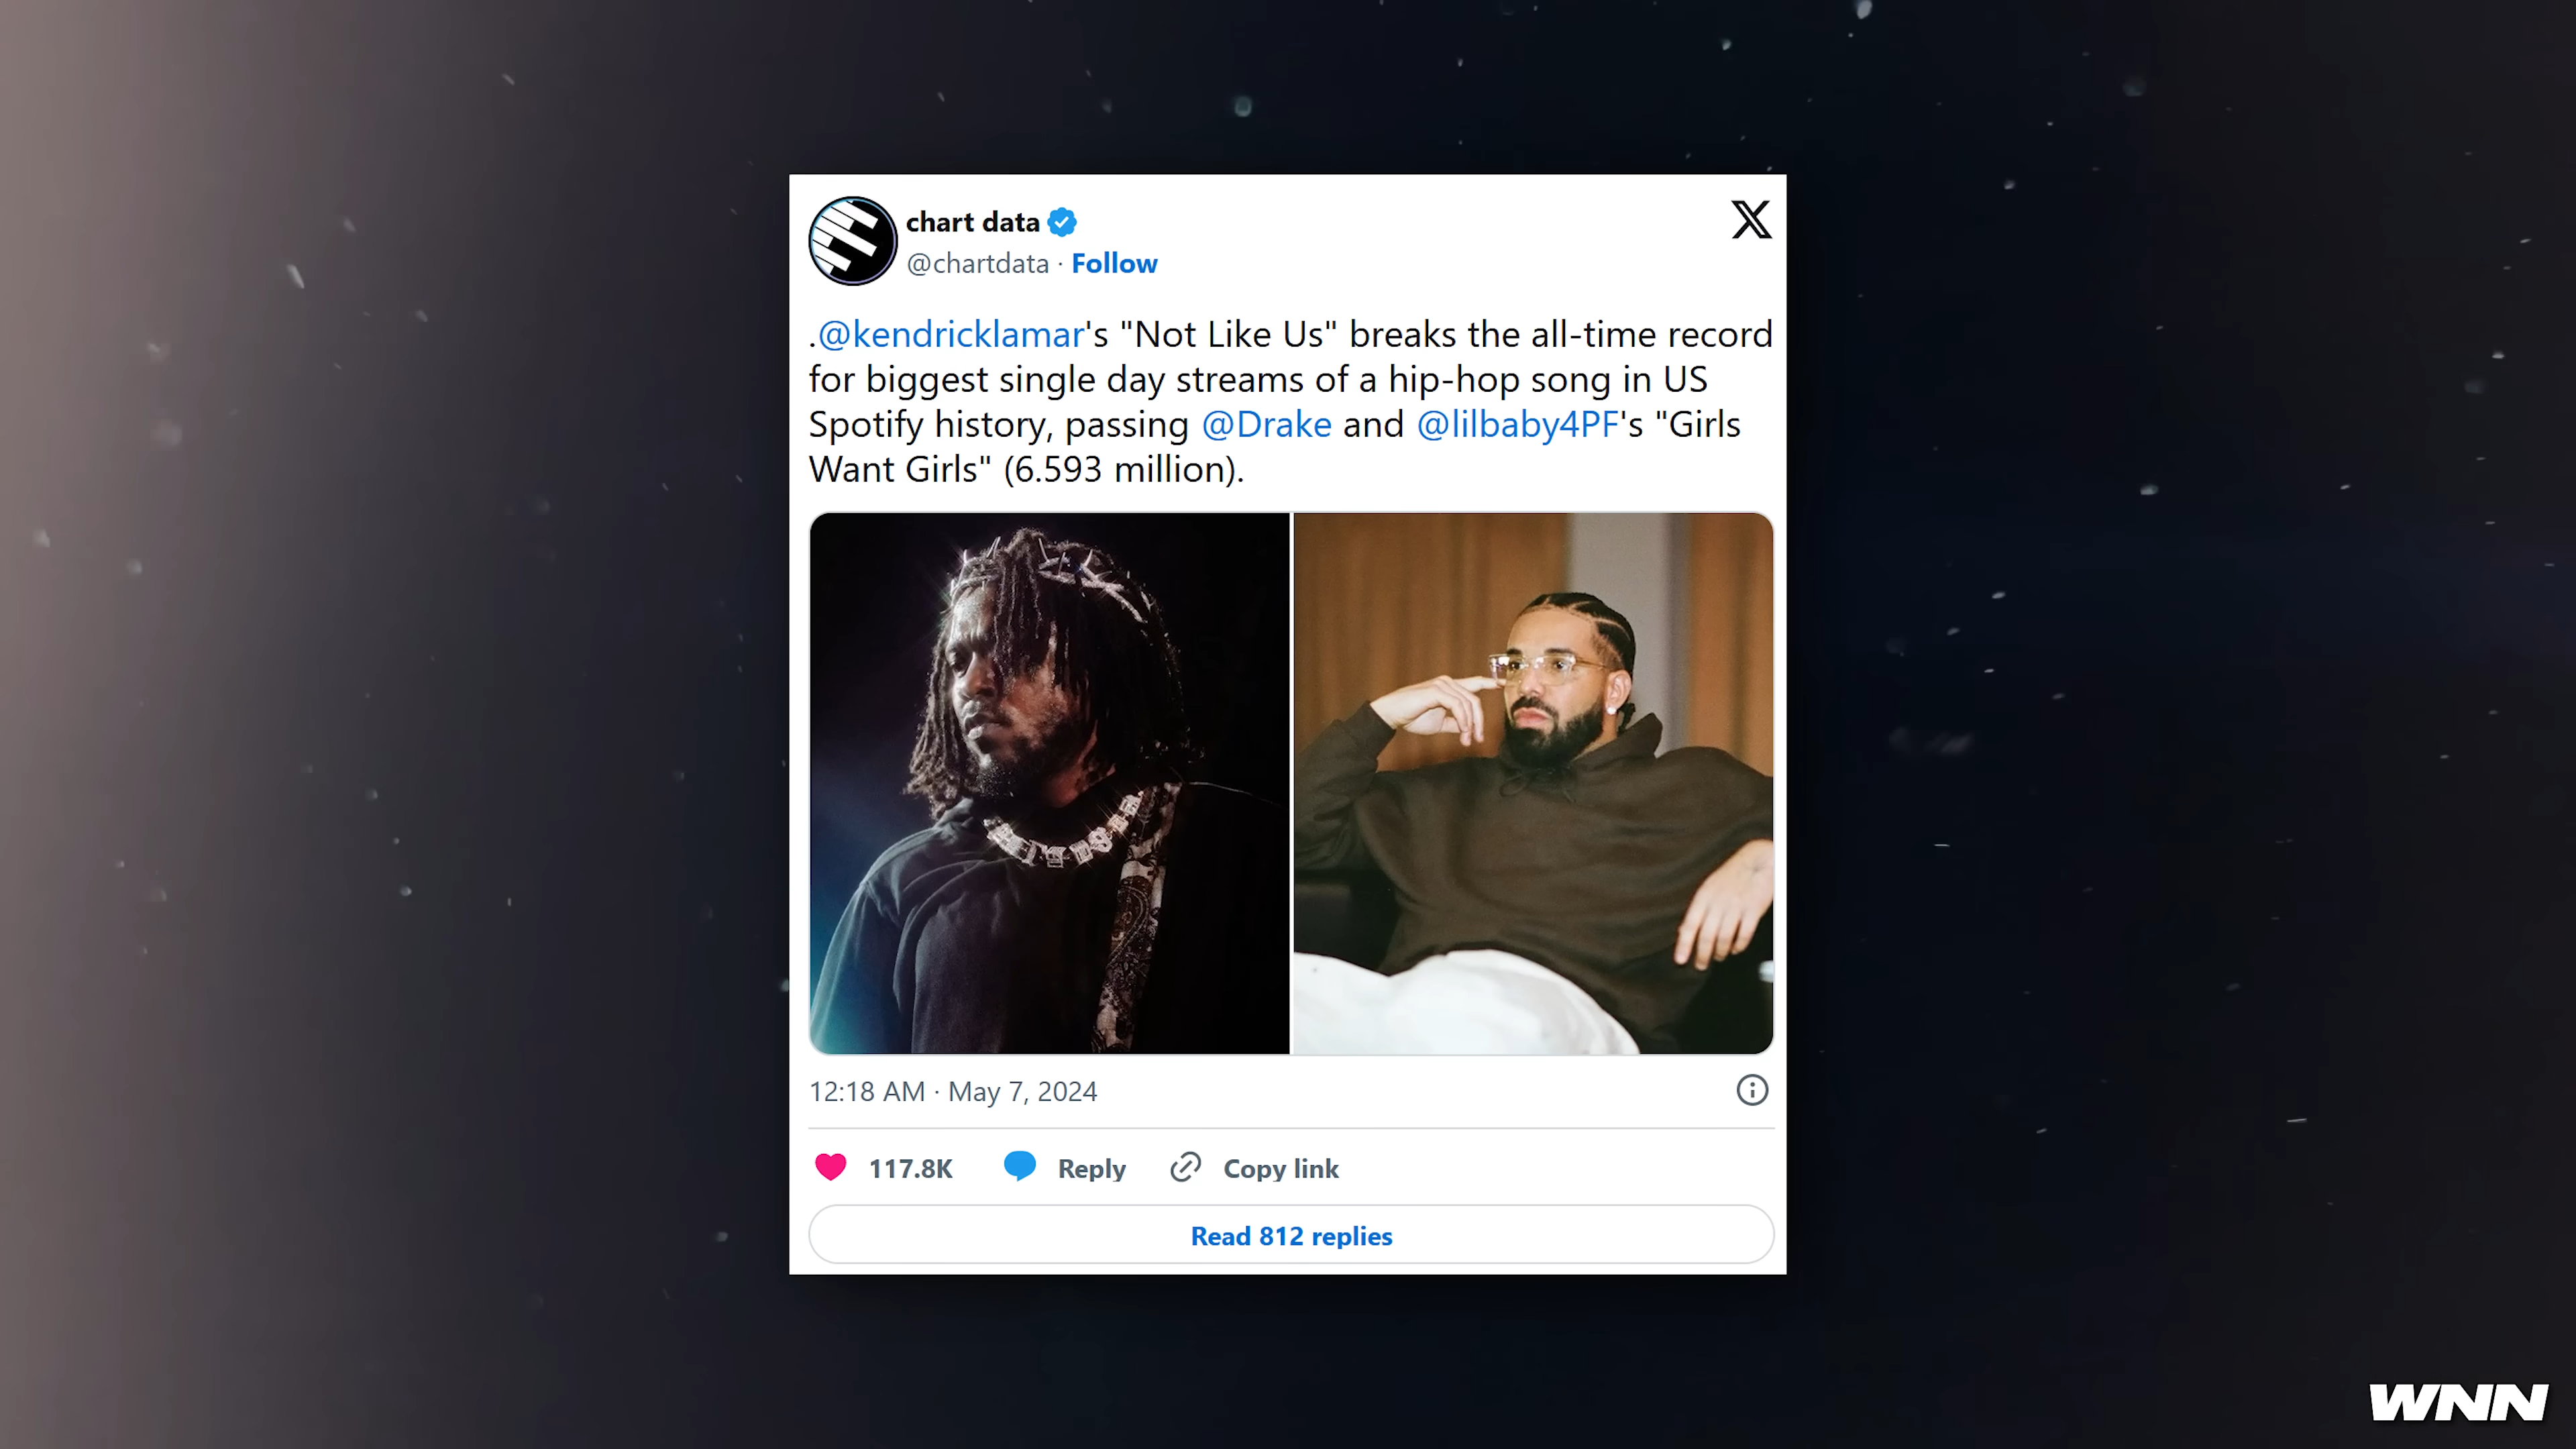 chart data
@chartdata · Follow
.@kendricklamar's "Not Like Us" breaks the all-time record
for biggest single day streams of a hip-hop song in US
Spotify history, passing @Drake and @lilbaby4PF's "Girls
Want Girls" (6.593 million).
12:18 AM · May 7, 2024
117.8K Reply Copy link
Read 812 replies
WNN